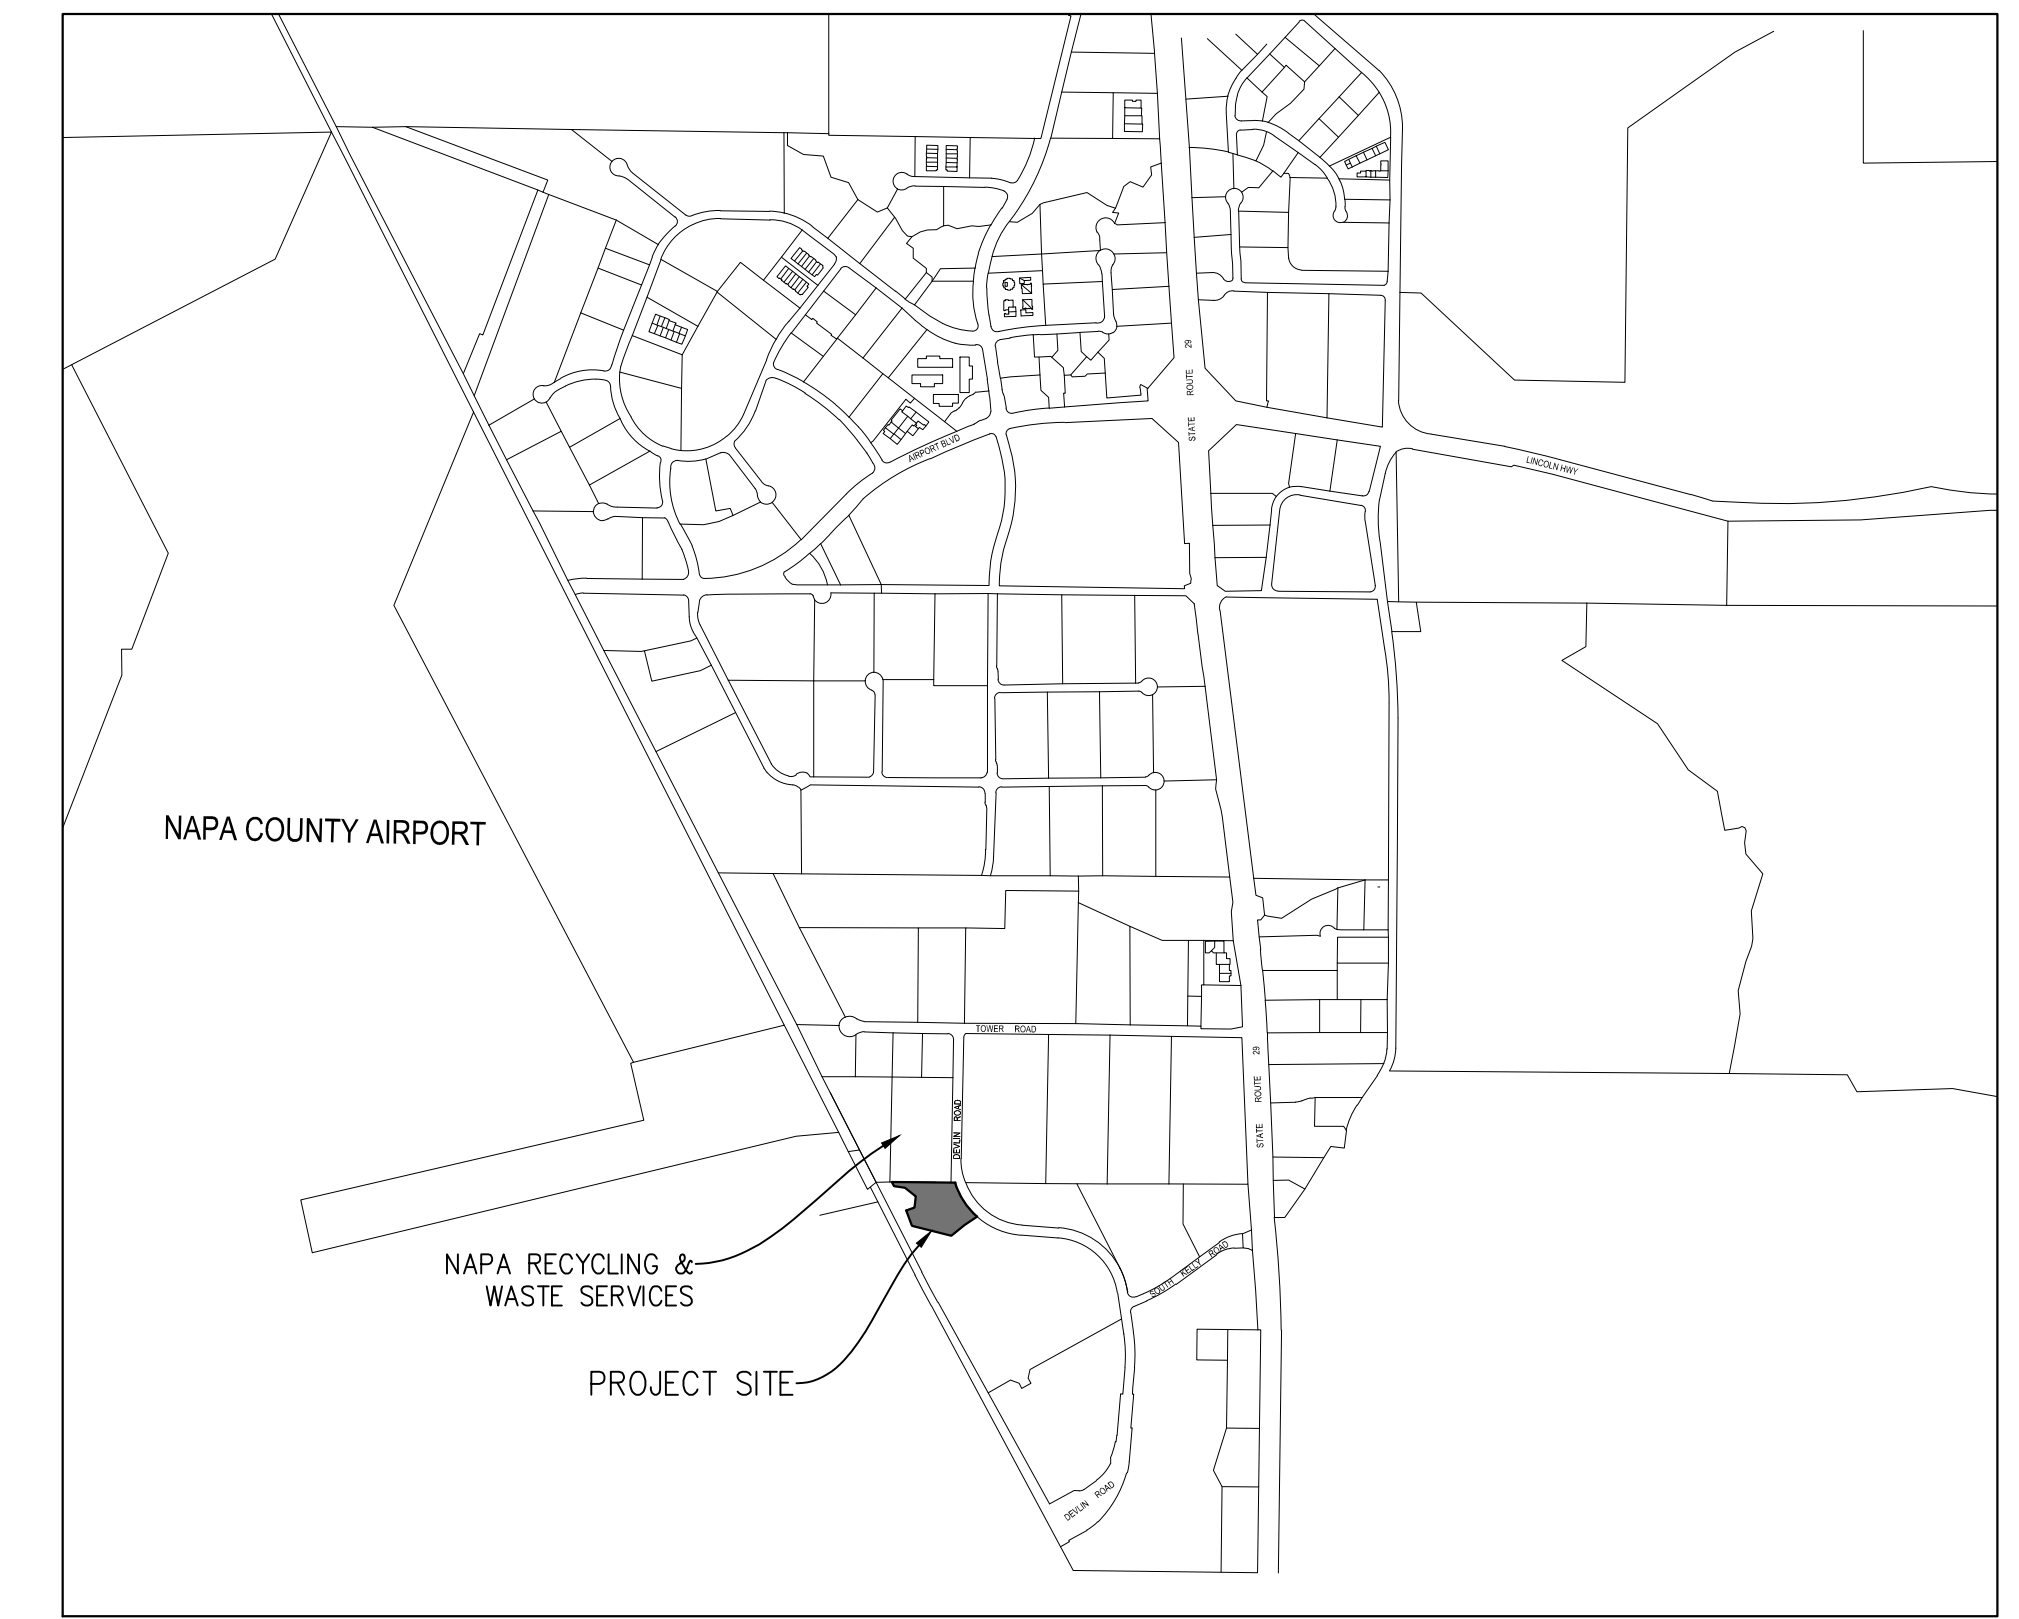 STATE ROUTE 29
AIRPORT BLVD
LINCOLN HWY
NAPA COUNTY AIRPORT
TOWER ROAD
DEVLIN ROAD
STATE ROUTE 29
NAPA RECYCLING &
WASTE SERVICES
SOUTH KELLY ROAD
PROJECT SITE
DEVLIN ROAD